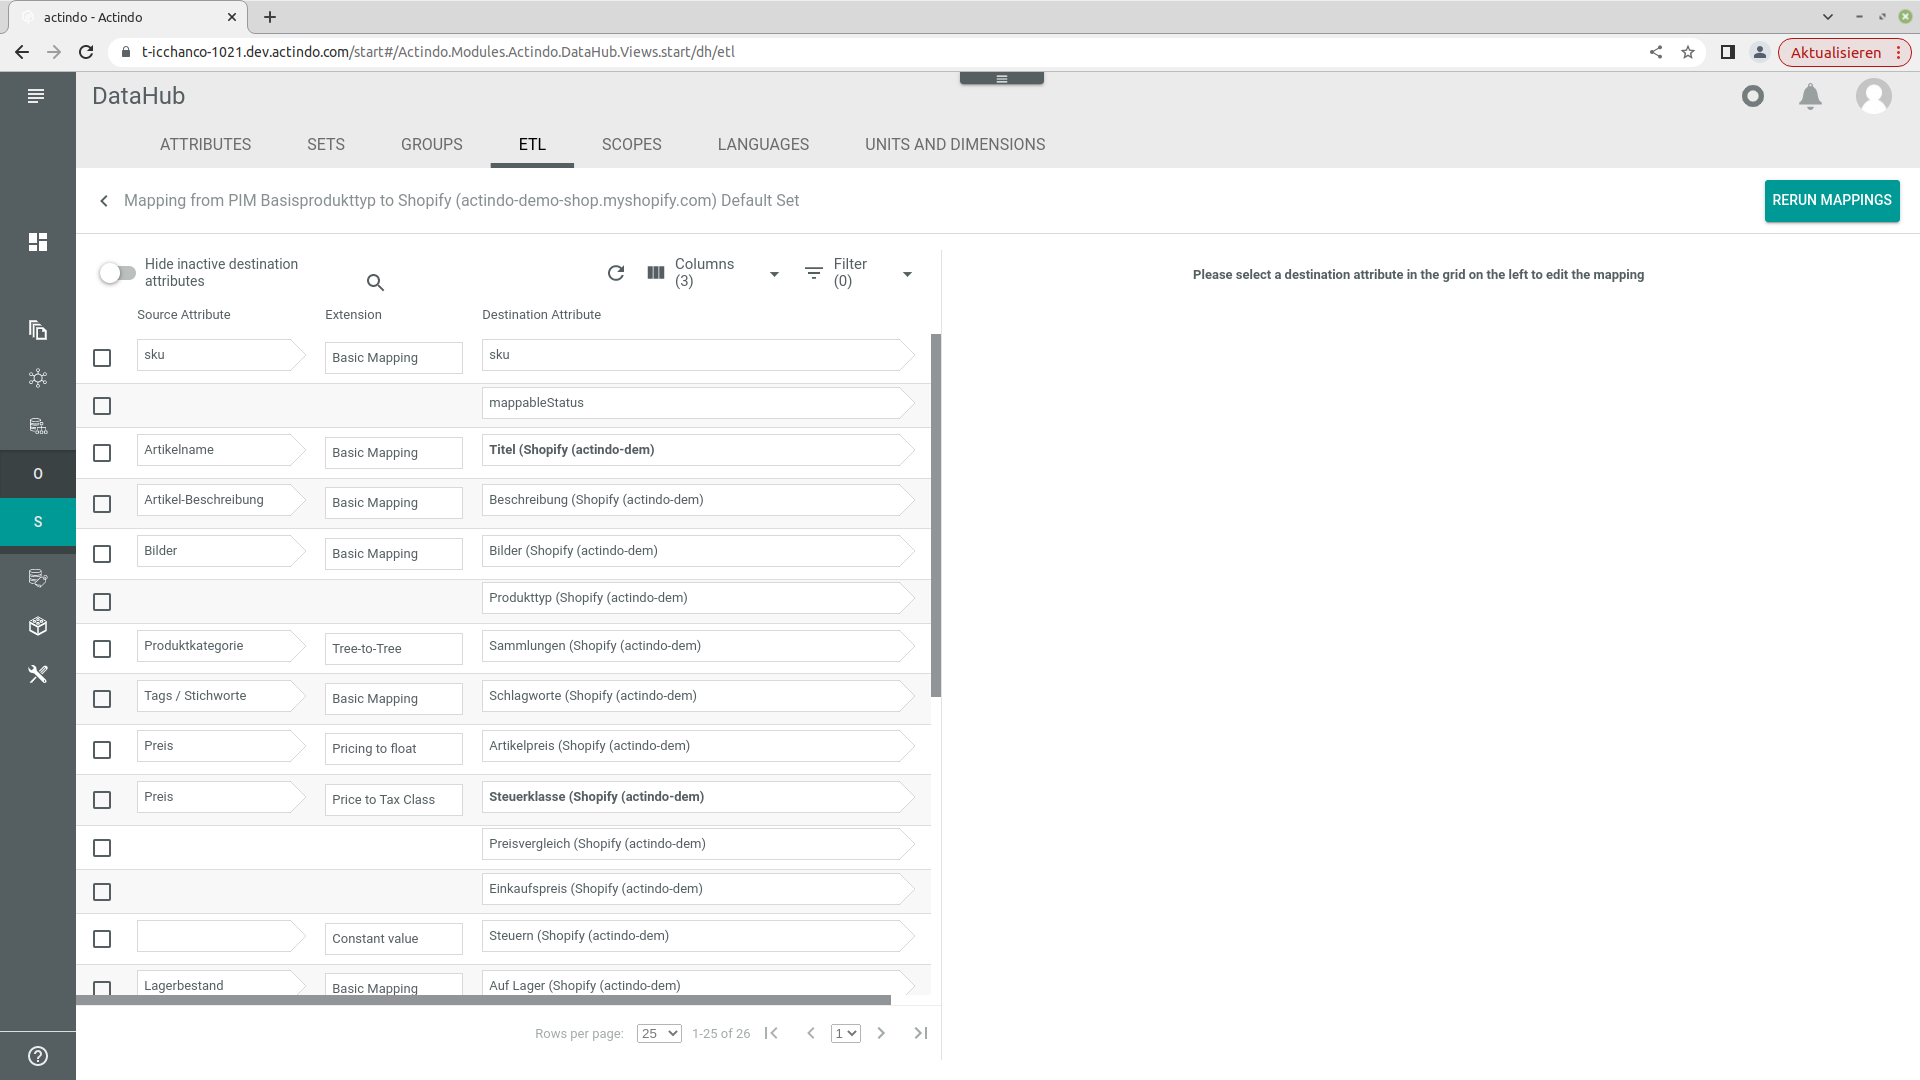 actindo - Actindo
t-icchanco-1021.dev.actindo.com/start#/Actindo.Modules.Actindo.DataHub.Views.start/dh/etl
Aktualisieren
DataHub
ATTRIBUTES SETS GROUPS ETL SCOPES LANGUAGES UNITS AND DIMENSIONS
Mapping from PIM Basisprodukttyp to Shopify (actindo-demo-shop.myshopify.com) Default Set
RERUN MAPPINGS
Hide inactive destination
attributes
Columns
(3)
Filter
(0)
Please select a destination attribute in the grid on the left to edit the mapping
Source Attribute Extension Destination Attribute
sku Basic Mapping sku
mappableStatus
Artikelname Basic Mapping Titel (Shopify (actindo-dem)
O
Artikel-Beschreibung Basic Mapping Beschreibung (Shopify (actindo-dem)
S
Bilder Basic Mapping Bilder (Shopify (actindo-dem)
Produkttyp (Shopify (actindo-dem)
Produktkategorie Tree-to-Tree Sammlungen (Shopify (actindo-dem)
Tags / Stichworte Basic Mapping Schlagworte (Shopify (actindo-dem)
Preis Pricing to float Artikelpreis (Shopify (actindo-dem)
Preis Price to Tax Class Steuerklasse (Shopify (actindo-dem)
Preisvergleich (Shopify (actindo-dem)
Einkaufspreis (Shopify (actindo-dem)
Constant value Steuern (Shopify (actindo-dem)
Lagerbestand Basic Mapping Auf Lager (Shopify (actindo-dem)
Rows per page: 25 1-25 of 26 1